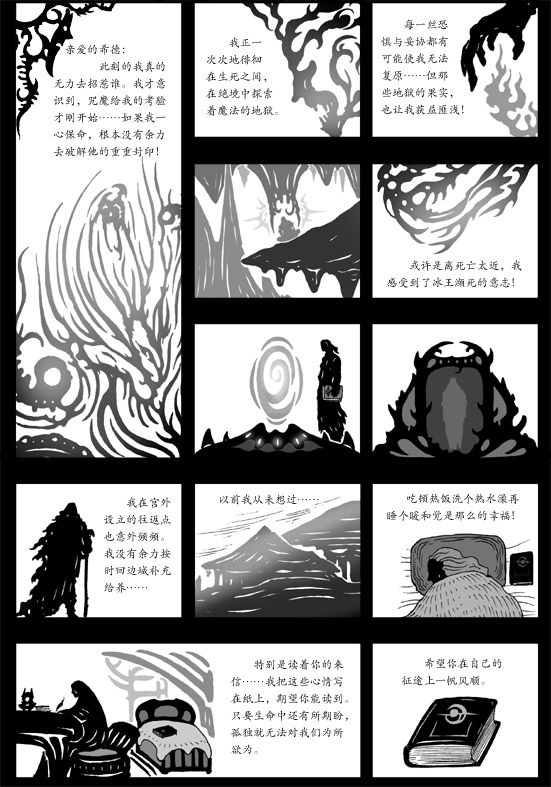 亲爱的希德：
此刻的我真的
无力去招惹谁。我才意
识到，咒魔给我的考验
才刚开始……如果我一
心保命，根本没有余力
去破解他的重重封印！
我正一
次次地徘徊
在生死之间，
在绝境中探索
着魔法的地狱。
每一丝恐
惧与妥协都有
可能使我无法
复原……但那
些地狱的果实，
也让我获益匪浅！
或许是离死亡太近，我
感受到了冰王濒死的意志！
我在宫外
设立的往返点
也意外倾頽。
我没有余力按
时回边域补充
给养……
以前我从未想过……
吃顿热饭洗个热水澡再
睡个暖和觉是那么的幸福！
特别是读着你的来
信……我把这些心情写
在纸上，期望你能读到。
只要生命中还有所期盼，
孤独就无法对我们为所
欲为。
希望你在自己的
征途上一帆风顺。